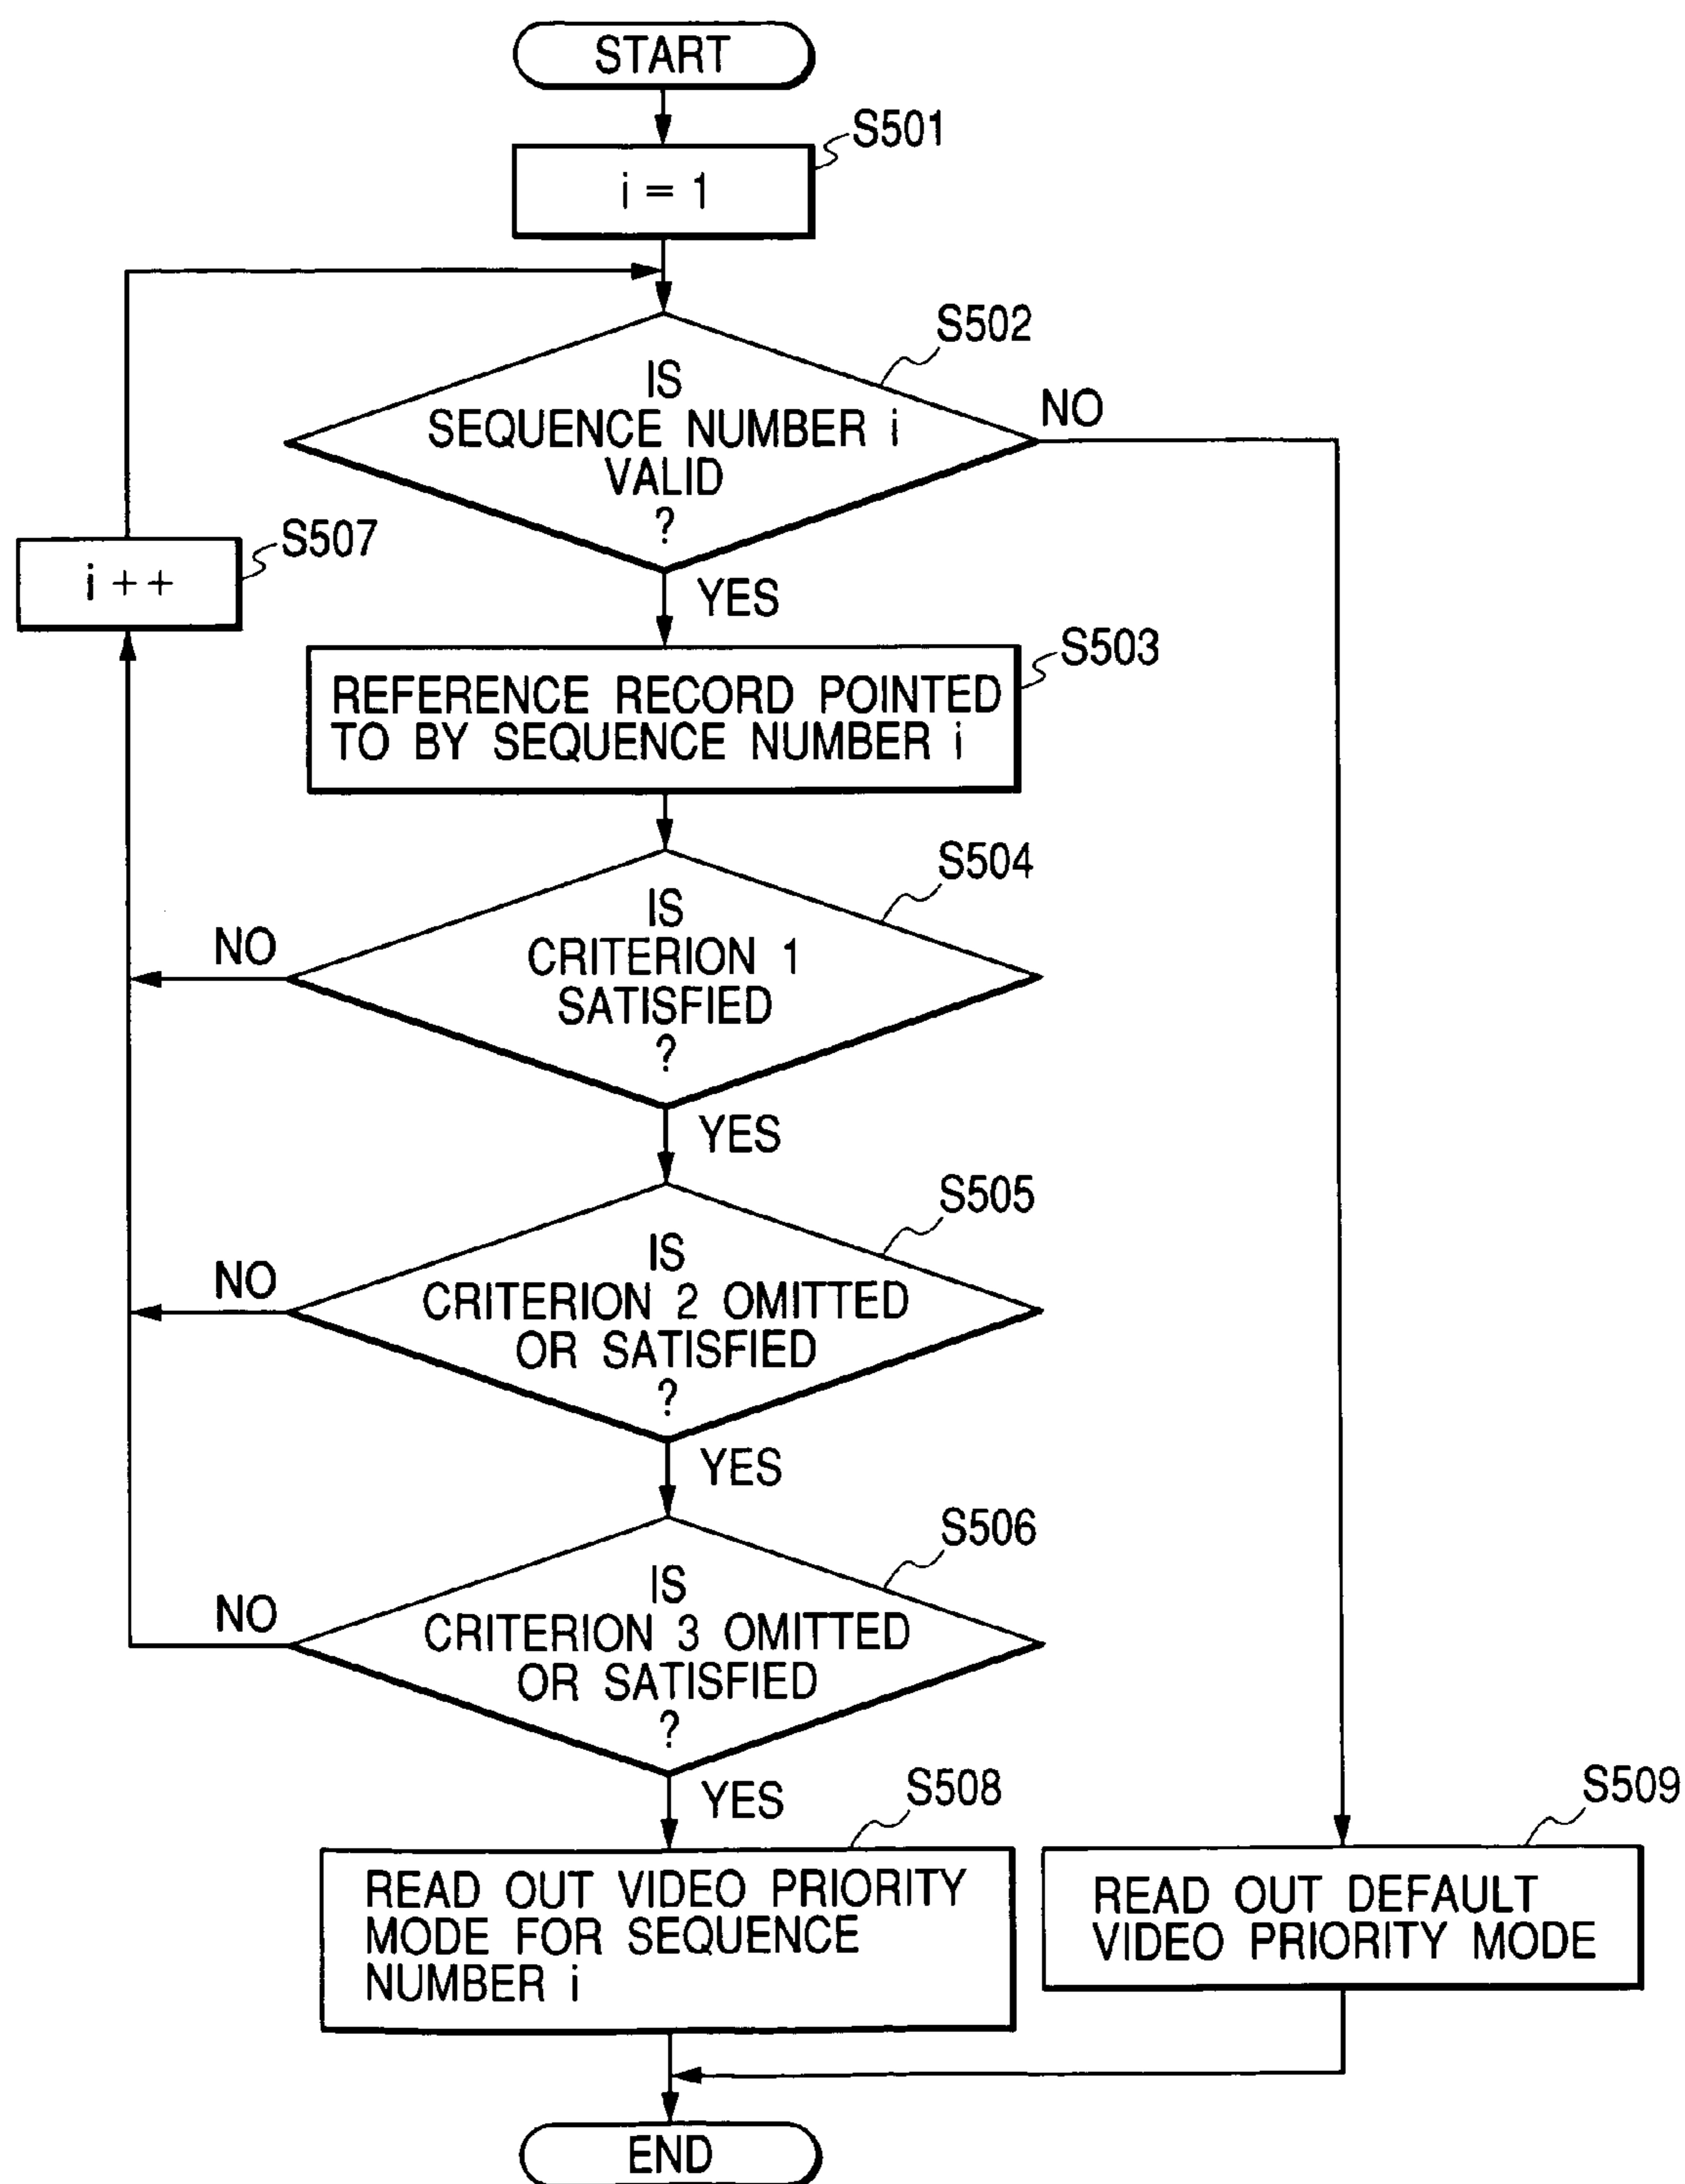 START
S501
i = 1
S502
IS
SEQUENCE NUMBER i
VALID
?
NO
YES
S507
i + +
S503
REFERENCE RECORD POINTED
TO BY SEQUENCE NUMBER i
S504
IS
CRITERION 1
SATISFIED
?
NO
YES
S505
IS
CRITERION 2 OMITTED
OR SATISFIED
?
NO
YES
S506
IS
CRITERION 3 OMITTED
OR SATISFIED
?
NO
YES
S508
READ OUT VIDEO PRIORITY
MODE FOR SEQUENCE
NUMBER i
S509
READ OUT DEFAULT
VIDEO PRIORITY MODE
END